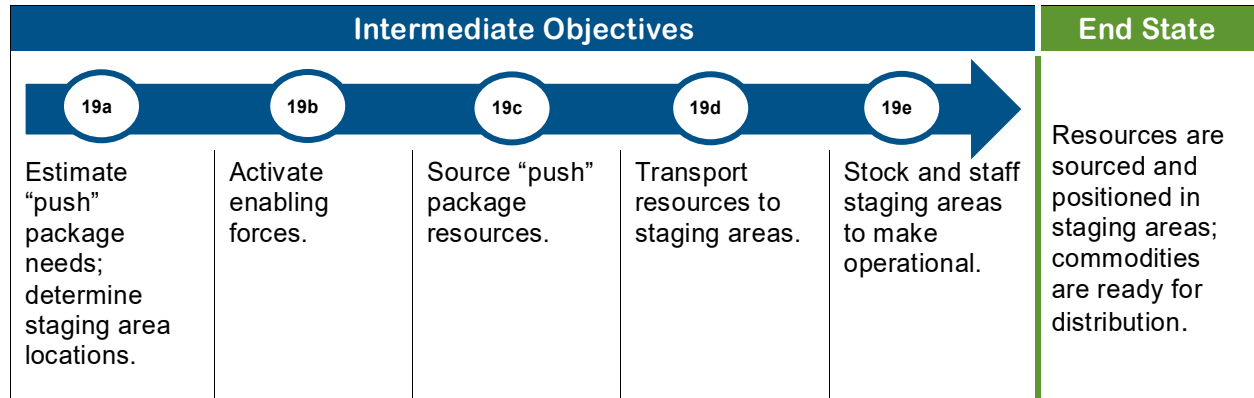 Intermediate Objectives
End State
19a
19b
19c
19d
19e
Estimate
“push”
package
needs;
determine
staging area
locations.
Activate
enabling
forces.
Source “push”
package
resources.
Transport
resources to
staging areas.
Stock and staff
staging areas
to make
operational.
Resources are
sourced and
positioned in
staging areas;
commodities
are ready for
distribution.